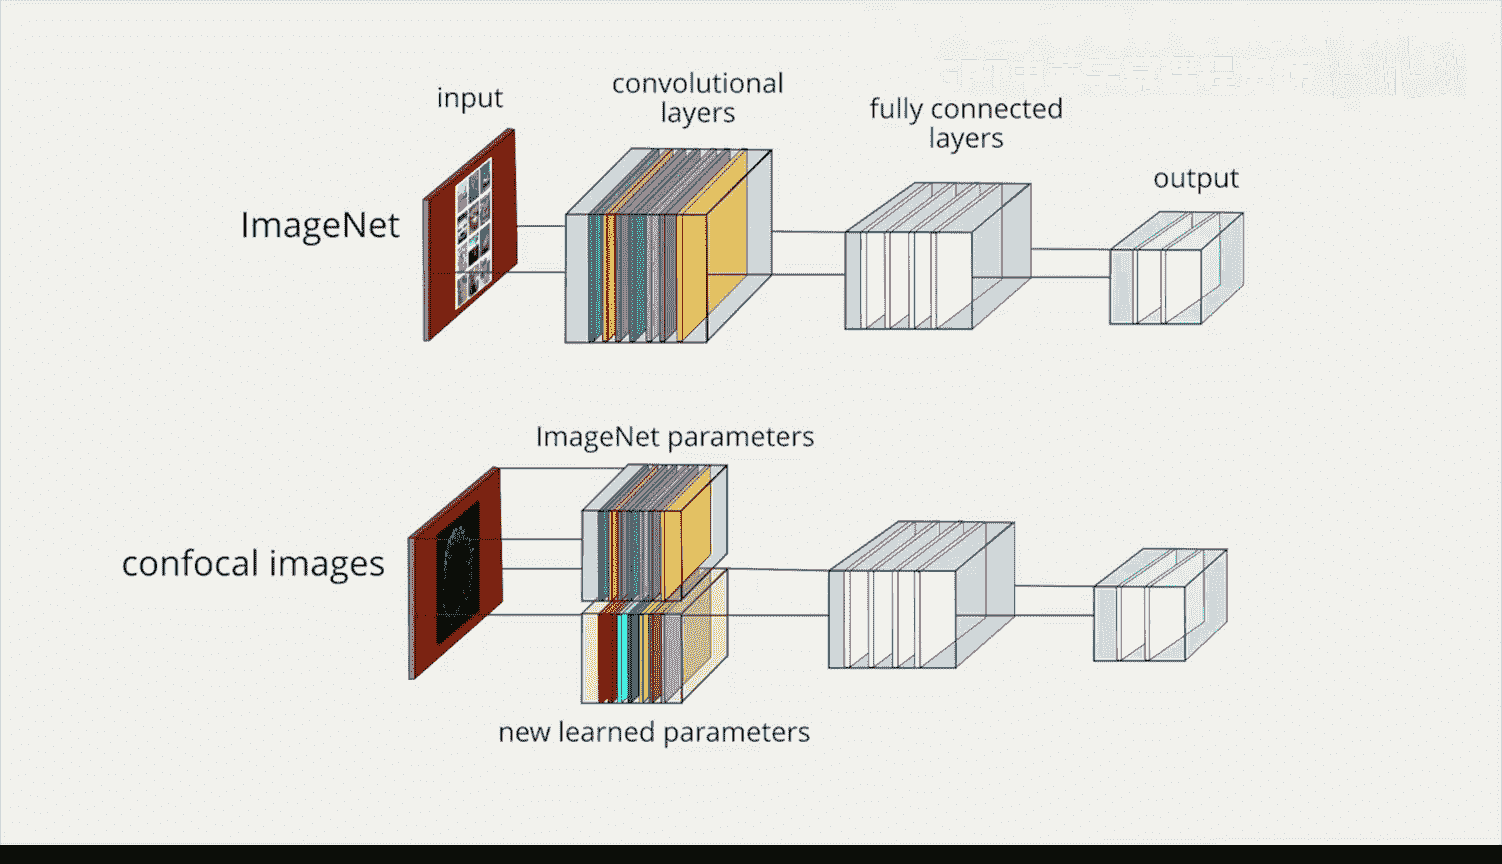 input
convolutional
layers
fully connected
layers
output
ImageNet
ImageNet parameters
confocal images
new learned parameters